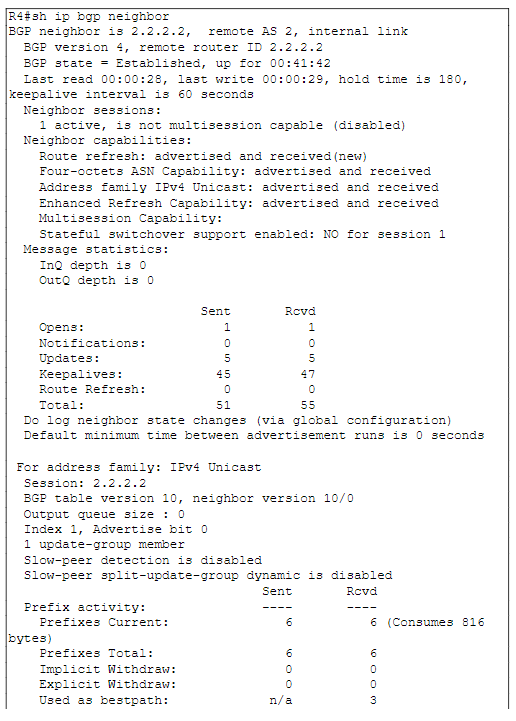 R4#sh ip bgp neighbor
BGP neighbor is 2.2.2.2,  remote AS 2, internal link
  BGP version 4, remote router ID 2.2.2.2
  BGP state = Established, up for 00:41:42
  Last read 00:00:28, last write 00:00:29, hold time is 180,
keepalive interval is 60 seconds
  Neighbor sessions:
    1 active, is not multisession capable (disabled)
  Neighbor capabilities:
    Route refresh: advertised and received(new)
    Four-octets ASN Capability: advertised and received
    Address family IPv4 Unicast: advertised and received
    Enhanced Refresh Capability: advertised and received
    Multisession Capability:
    Stateful switchover support enabled: NO for session 1
  Message statistics:
    InQ depth is 0
    OutQ depth is 0
                         Sent       Rcvd
    Opens:                  1          1
    Notifications:          0          0
    Updates:                5          5
    Keepalives:            45         47
    Route Refresh:          0          0
    Total:                 51         55
  Do log neighbor state changes (via global configuration)
  Default minimum time between advertisement runs is 0 seconds
 For address family: IPv4 Unicast
  Session: 2.2.2.2
  BGP table version 10, neighbor version 10/0
  Output queue size : 0
  Index 1, Advertise bit 0
  1 update-group member
  Slow-peer detection is disabled
  Slow-peer split-update-group dynamic is disabled
                                 Sent       Rcvd
  Prefix activity:               ----       ----
    Prefixes Current:               6          6 (Consumes 816
bytes)
    Prefixes Total:                 6          6
    Implicit Withdraw:              0          0
    Explicit Withdraw:              0          0
    Used as bestpath:             n/a          3